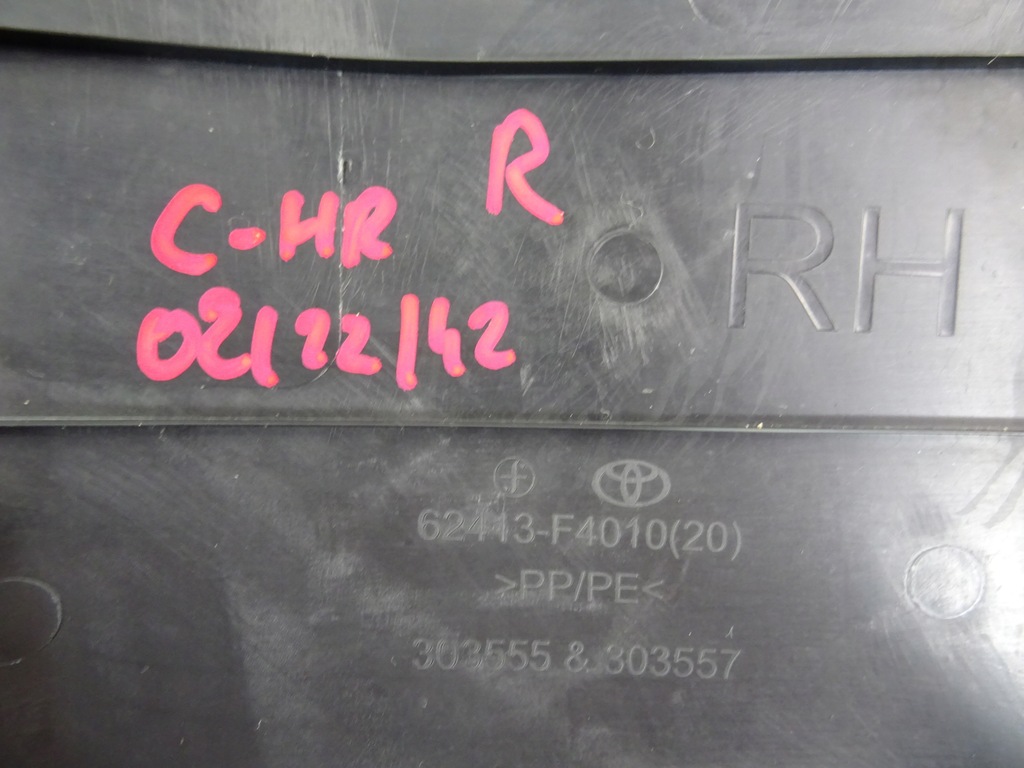 R
C-HR
02/22/42
RH
62413-F4010(20)
>PP/PE<
303555 & 303557